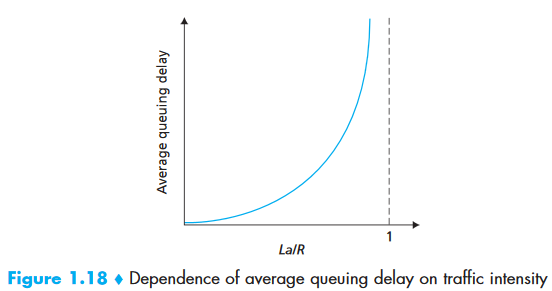 Average queuing delay
1
La/R
Figure 1.18 ♦ Dependence of average queuing delay on traffic intensity